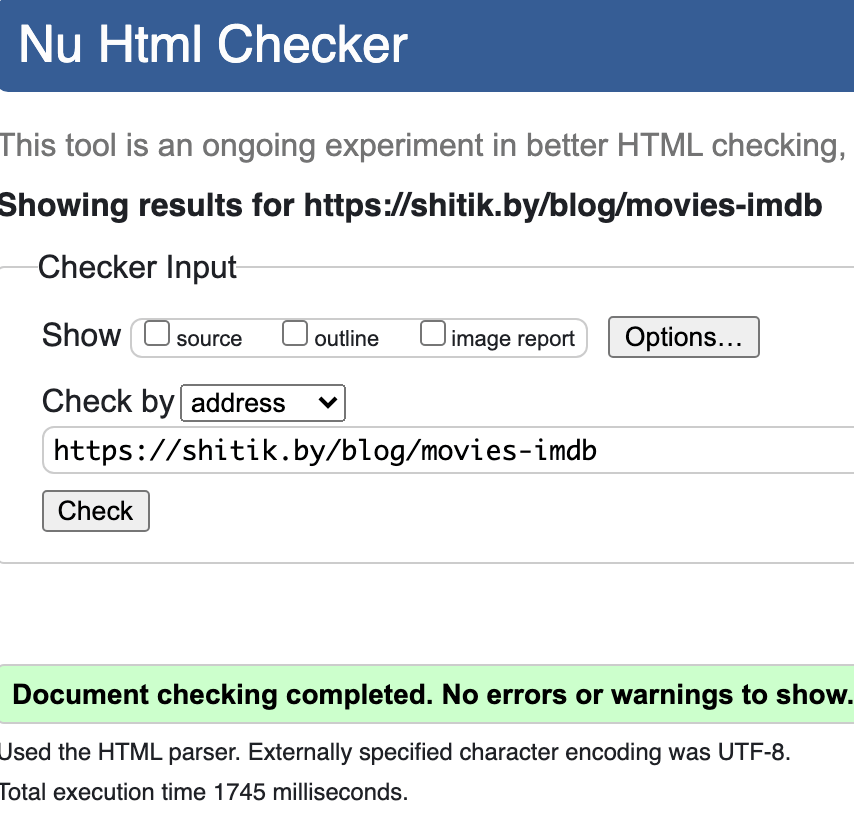 Nu Html Checker
This tool is an ongoing experiment in better HTML checking,
Showing results for https://shitik.by/blog/movies-imdb
Checker Input
Show source outline image report Options...
Check by address
https://shitik.by/blog/movies-imdb
Check
Document checking completed. No errors or warnings to show.
Used the HTML parser. Externally specified character encoding was UTF-8.
Total execution time 1745 milliseconds.